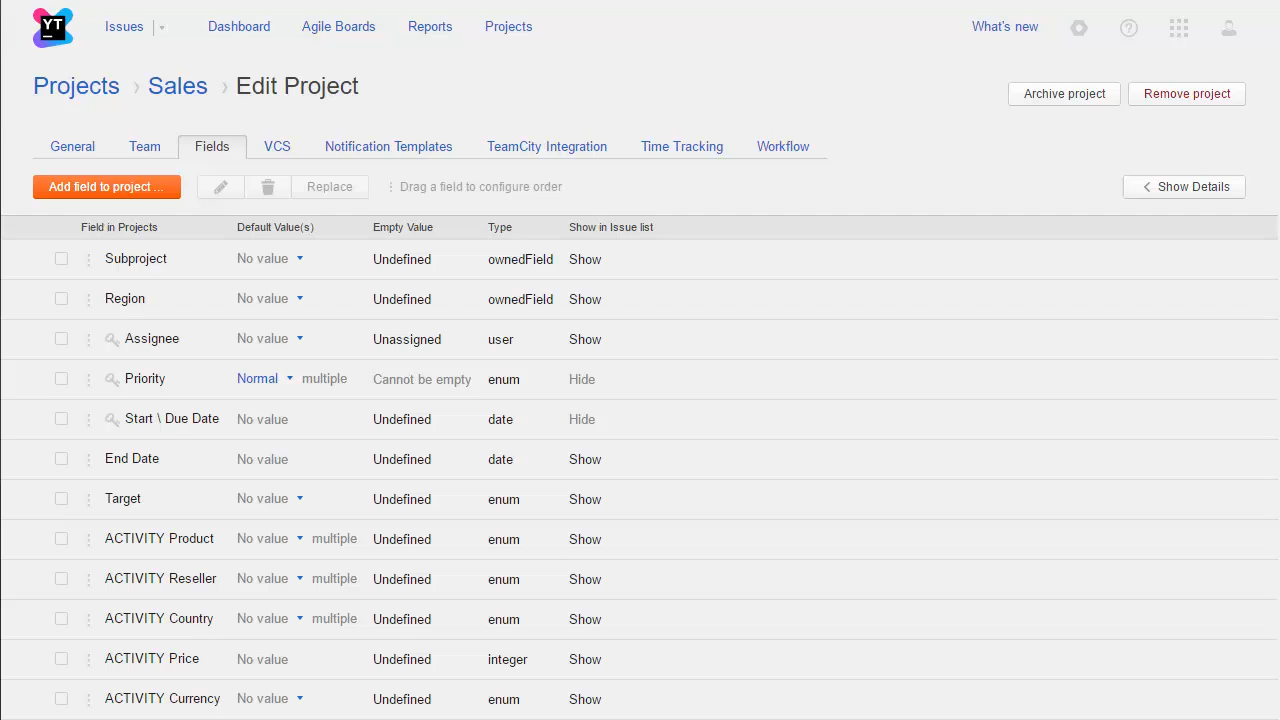 YT Issues Dashboard Agile Boards Reports Projects What's new
Projects Sales Edit Project
Archive project Remove project
General Team Fields VCS Notification Templates TeamCity Integration Time Tracking Workflow
Add field to project ... Replace Drag a field to configure order Show Details
Field in Projects Default Value(s) Empty Value Type Show in Issue list
Subproject No value Undefined ownedField Show
Region No value Undefined ownedField Show
Assignee No value Unassigned user Show
Priority Normal multiple Cannot be empty enum Hide
Start \ Due Date No value Undefined date Hide
End Date No value Undefined date Show
Target No value Undefined enum Show
ACTIVITY Product No value multiple Undefined enum Show
ACTIVITY Reseller No value multiple Undefined enum Show
ACTIVITY Country No value multiple Undefined enum Show
ACTIVITY Price No value Undefined integer Show
ACTIVITY Currency No value Undefined enum Show